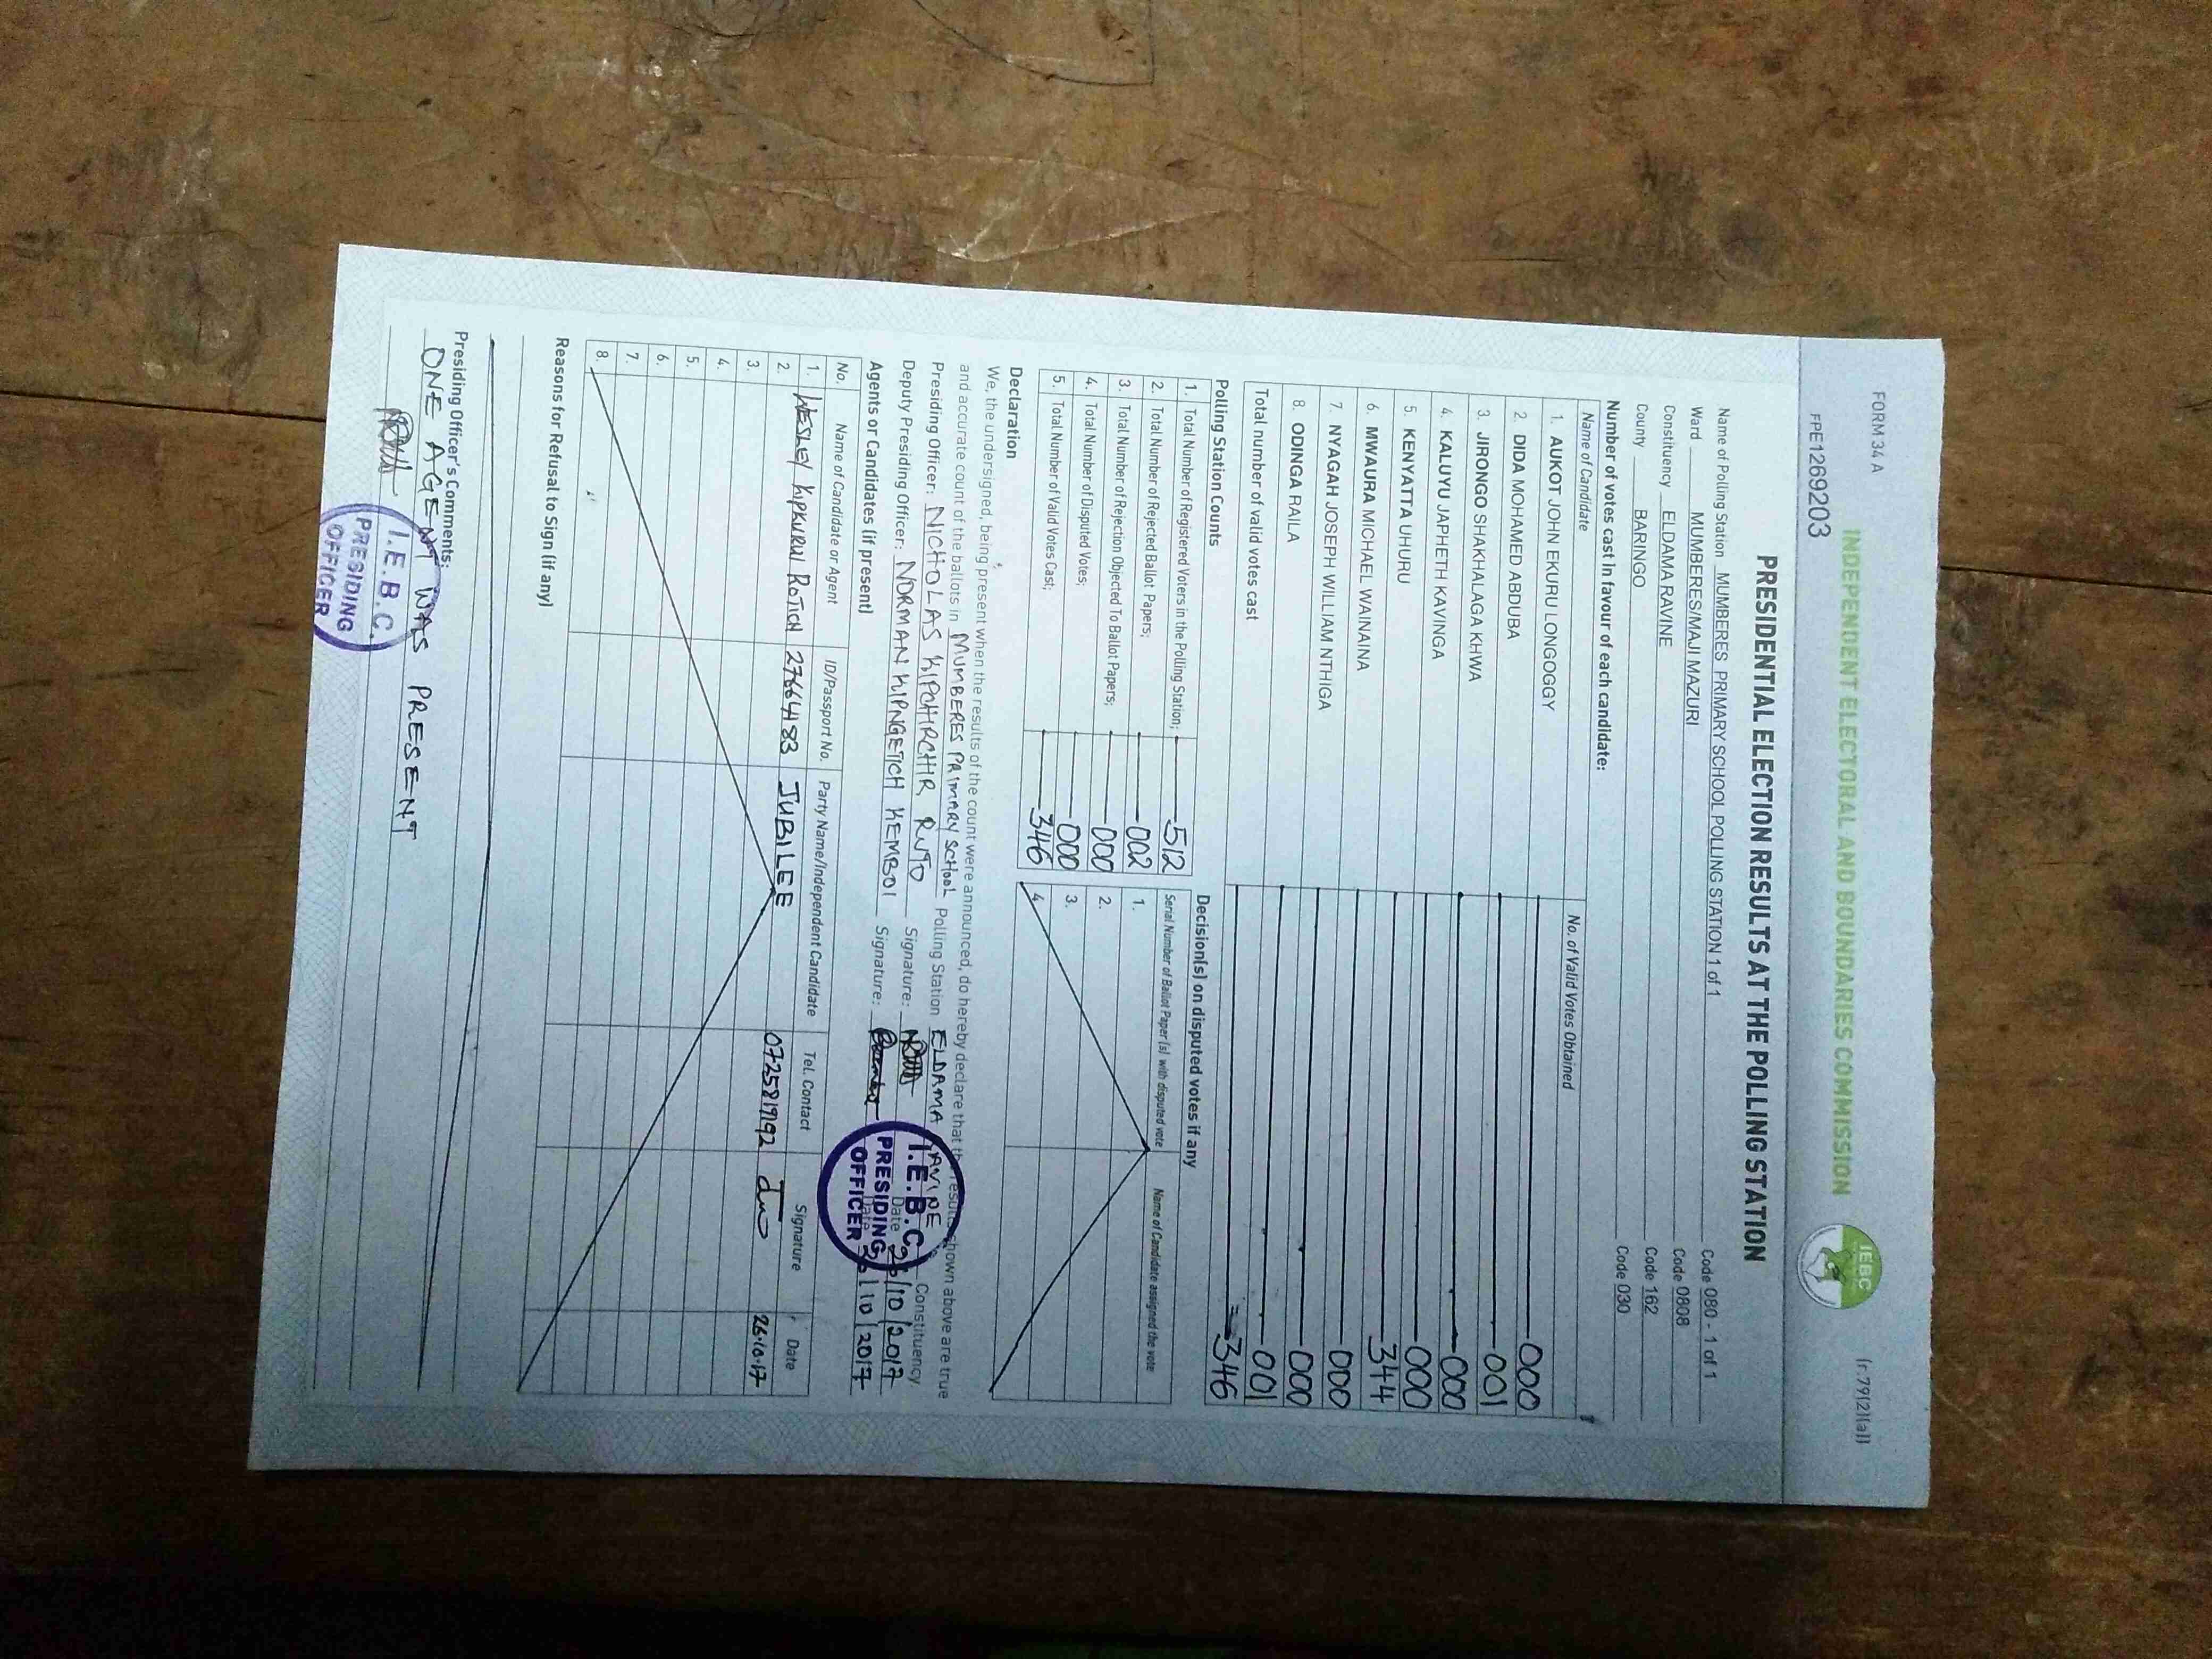 FORM 34 A
(r.79(2)(a))
FPE1269203
INDEPENDENT ELECTORAL AND BOUNDARIES COMMISSION
IEBC
PRESIDENTIAL ELECTION RESULTS AT THE POLLING STATION
Name of Polling Station MUMBERES PRIMARY SCHOOL POLLING STATION 1 of 1 Code 080 - 1 of 1
Ward MUMBERES/MAJI MAZURI Code 0808
Constituency ELDAMA RAVINE Code 162
County BARINGO Code 030
Number of votes cast in favour of each candidate:
Name of Candidate No. of Valid Votes Obtained
1. AUKOT JOHN EKURU LONGOGGY 000
2. DIDA MOHAMED ABDUBA 001
3. JIRONGO SHAKHALAGA KHWA 000
4. KALUYU JAPHETH KAVINGA 000
5. KENYATTA UHURU 344
6. MWAURA MICHAEL WAINAINA 000
7. NYAGAH JOSEPH WILLIAM NTHIGA 000
8. ODINGA RAILA 001
Total number of valid votes cast 346
Polling Station Counts
1. Total Number of Registered Voters in the Polling Station; 512
2. Total Number of Rejected Ballot Papers; 002
3. Total Number of Rejection Objected To Ballot Papers; 000
4. Total Number of Disputed Votes; 000
5. Total Number of Valid Votes Cast; 346
Decision(s) on disputed votes if any
Serial Number of Ballot Paper(s) with disputed vote Name of Candidate assigned the vote
1.
2.
3.
4.
Declaration
We, the undersigned, being present when the results of the count were announced, do hereby declare that the results shown above are true
and accurate count of the ballots in MUMBERES PRIMARY SCHOOL Polling Station ELDAMA RAVINE Constituency
Presiding Officer: NICHOLAS KIPCHIRCHIR RUTO Signature: Date 26/10/2017
Deputy Presiding Officer: NORMAN KIPNGETICH KEMBOI Signature: Date 26/10/2017
I.E.B.C.
PRESIDING
OFFICER
Agents or Candidates (if present)
No. Name of Candidate or Agent ID/Passport No. Party Name/Independent Candidate Tel. Contact Signature Date
1. WESLEY KIPKURUI ROTICH 27664183 JUBILEE 0725819192 26.10.17
2.
3.
4.
5.
6.
7.
8.
Reasons for Refusal to Sign (if any)
Presiding Officer's Comments:
ONE AGENT WAS PRESENT
I.E.B.C.
PRESIDING
OFFICER